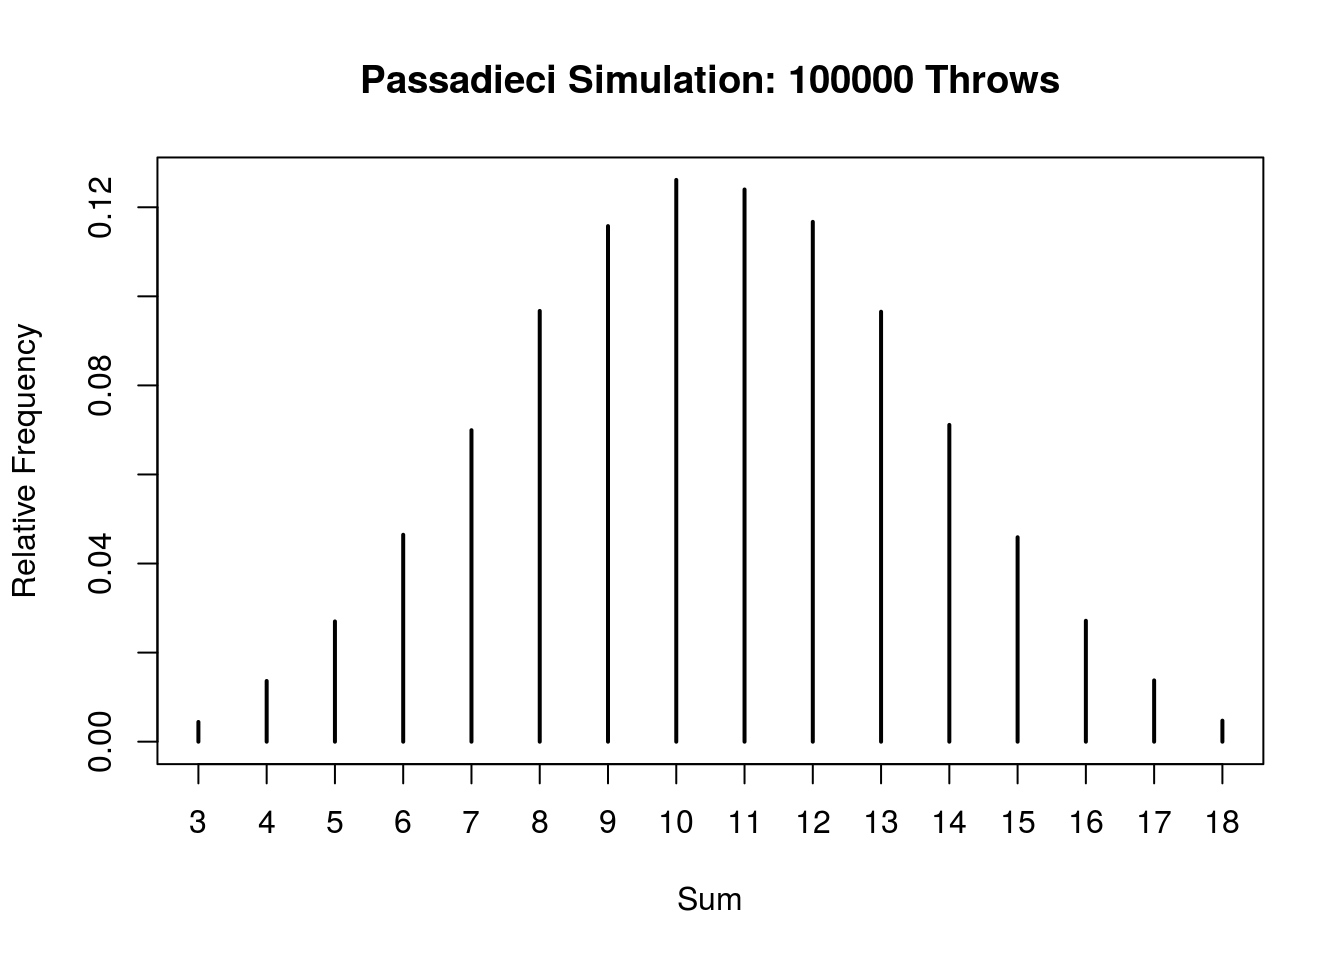 Passadieci Simulation: 100000 Throws
Relative Frequency
0.12
0.08
0.04
0.00
3 4 5 6 7 8 9 10 11 12 13 14 15 16 17 18
Sum